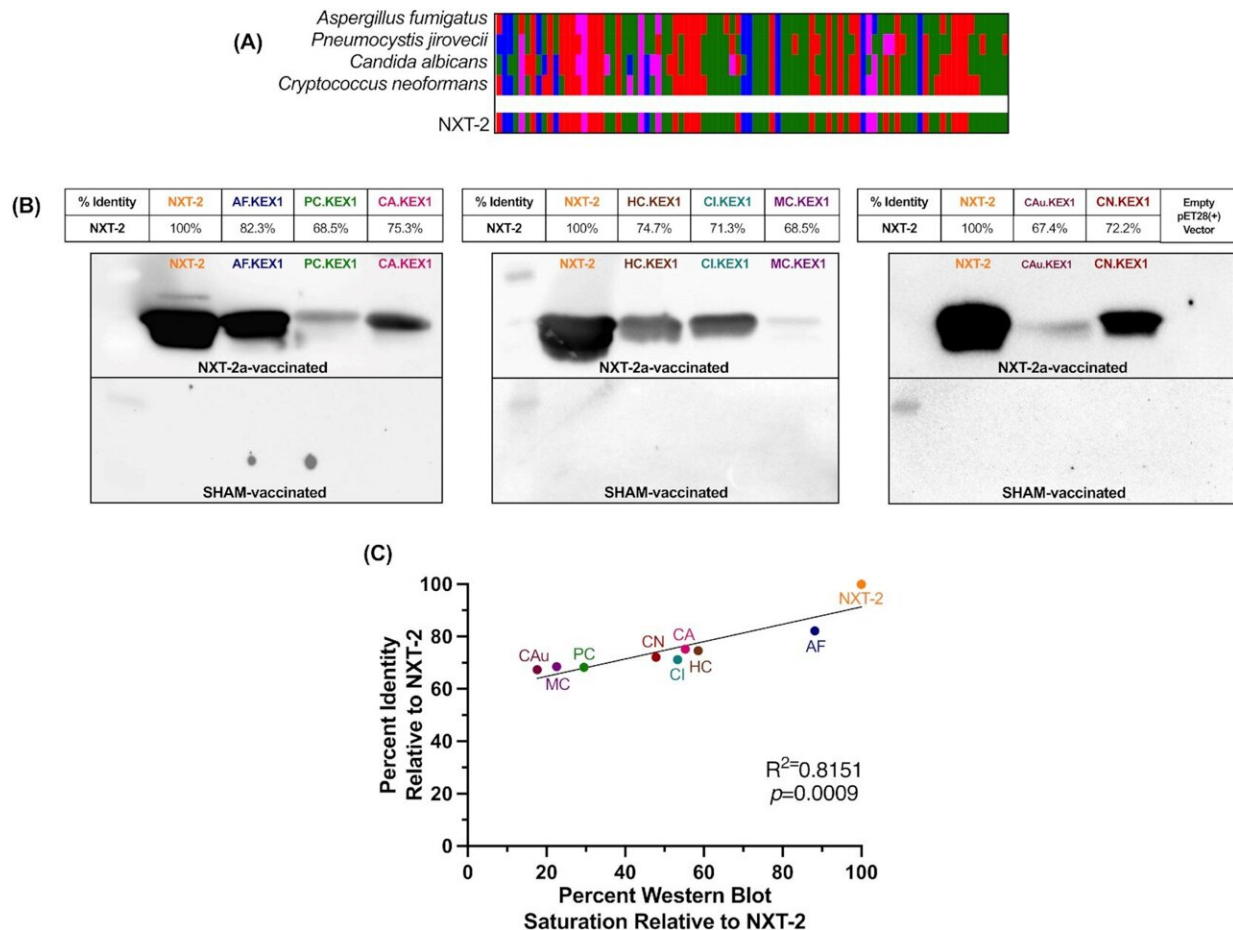 (A)
Aspergillus fumigatus
Pneumocystis jirovecii
Candida albicans
Cryptococcus neoformans
NXT-2
(B)
% Identity NXT-2 AF.KEX1 PC.KEX1 CA.KEX1
NXT-2 100% 82.3% 68.5% 75.3%
NXT-2 AF.KEX1 PC.KEX1 CA.KEX1
NXT-2a-vaccinated
SHAM-vaccinated
% Identity NXT-2 HC.KEX1 CI.KEX1 MC.KEX1
NXT-2 100% 74.7% 71.3% 68.5%
NXT-2 HC.KEX1 CI.KEX1 MC.KEX1
NXT-2a-vaccinated
SHAM-vaccinated
% Identity NXT-2 CAu.KEX1 CN.KEX1 Empty pET28(+) Vector
NXT-2 100% 67.4% 72.2%
NXT-2 CAu.KEX1 CN.KEX1
NXT-2a-vaccinated
SHAM-vaccinated
(C)
Percent Identity
Relative to NXT-2
100
80
60
40
20
0
NXT-2
AF
CA
CN
HC
CI
PC
CAu
MC
R²⁼0.8151
p=0.0009
0 20 40 60 80 100
Percent Western Blot
Saturation Relative to NXT-2